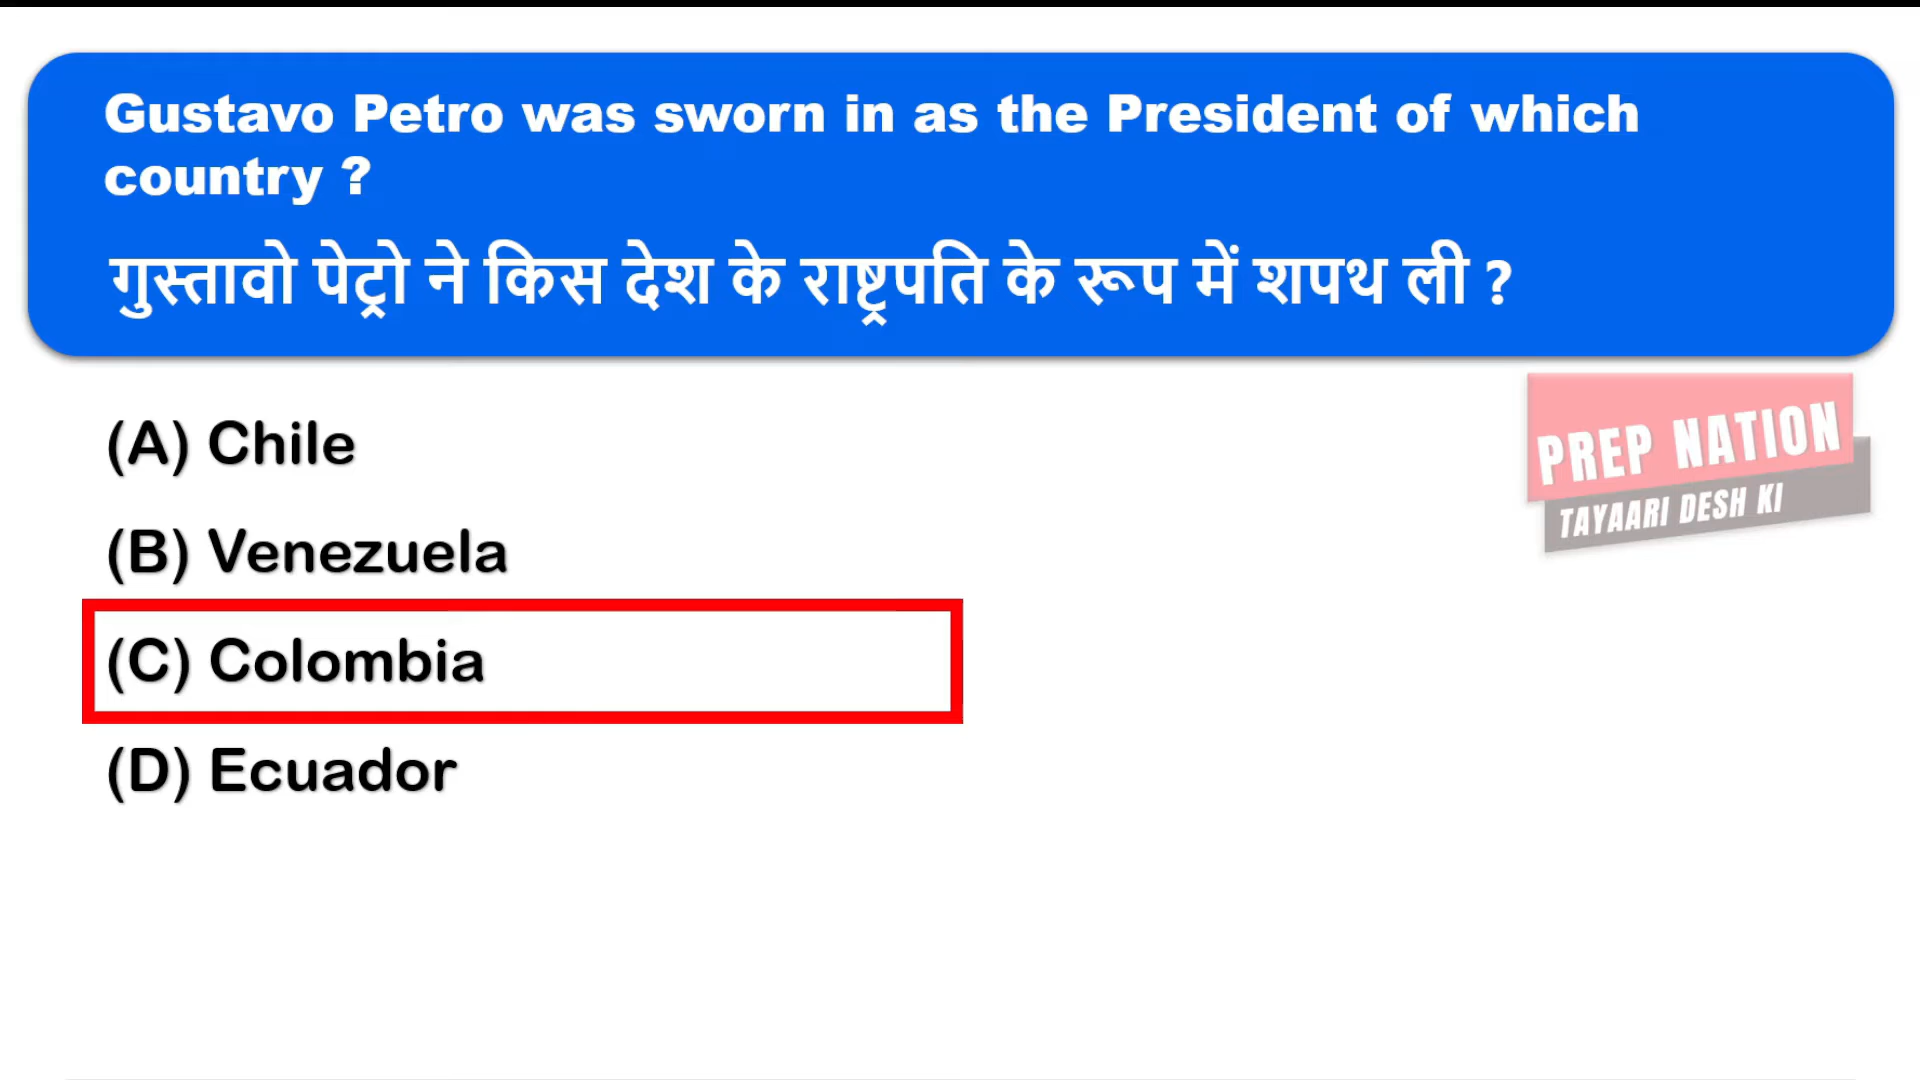 Gustavo Petro was sworn in as the President of which
country ?
गुस्तावो पेट्रो ने किस देश के राष्ट्रपति के रूप में शपथ ली ?
(A) Chile
PREP NATION
TAYAARI DESH KI
(B) Venezuela
(C) Colombia
(D) Ecuador